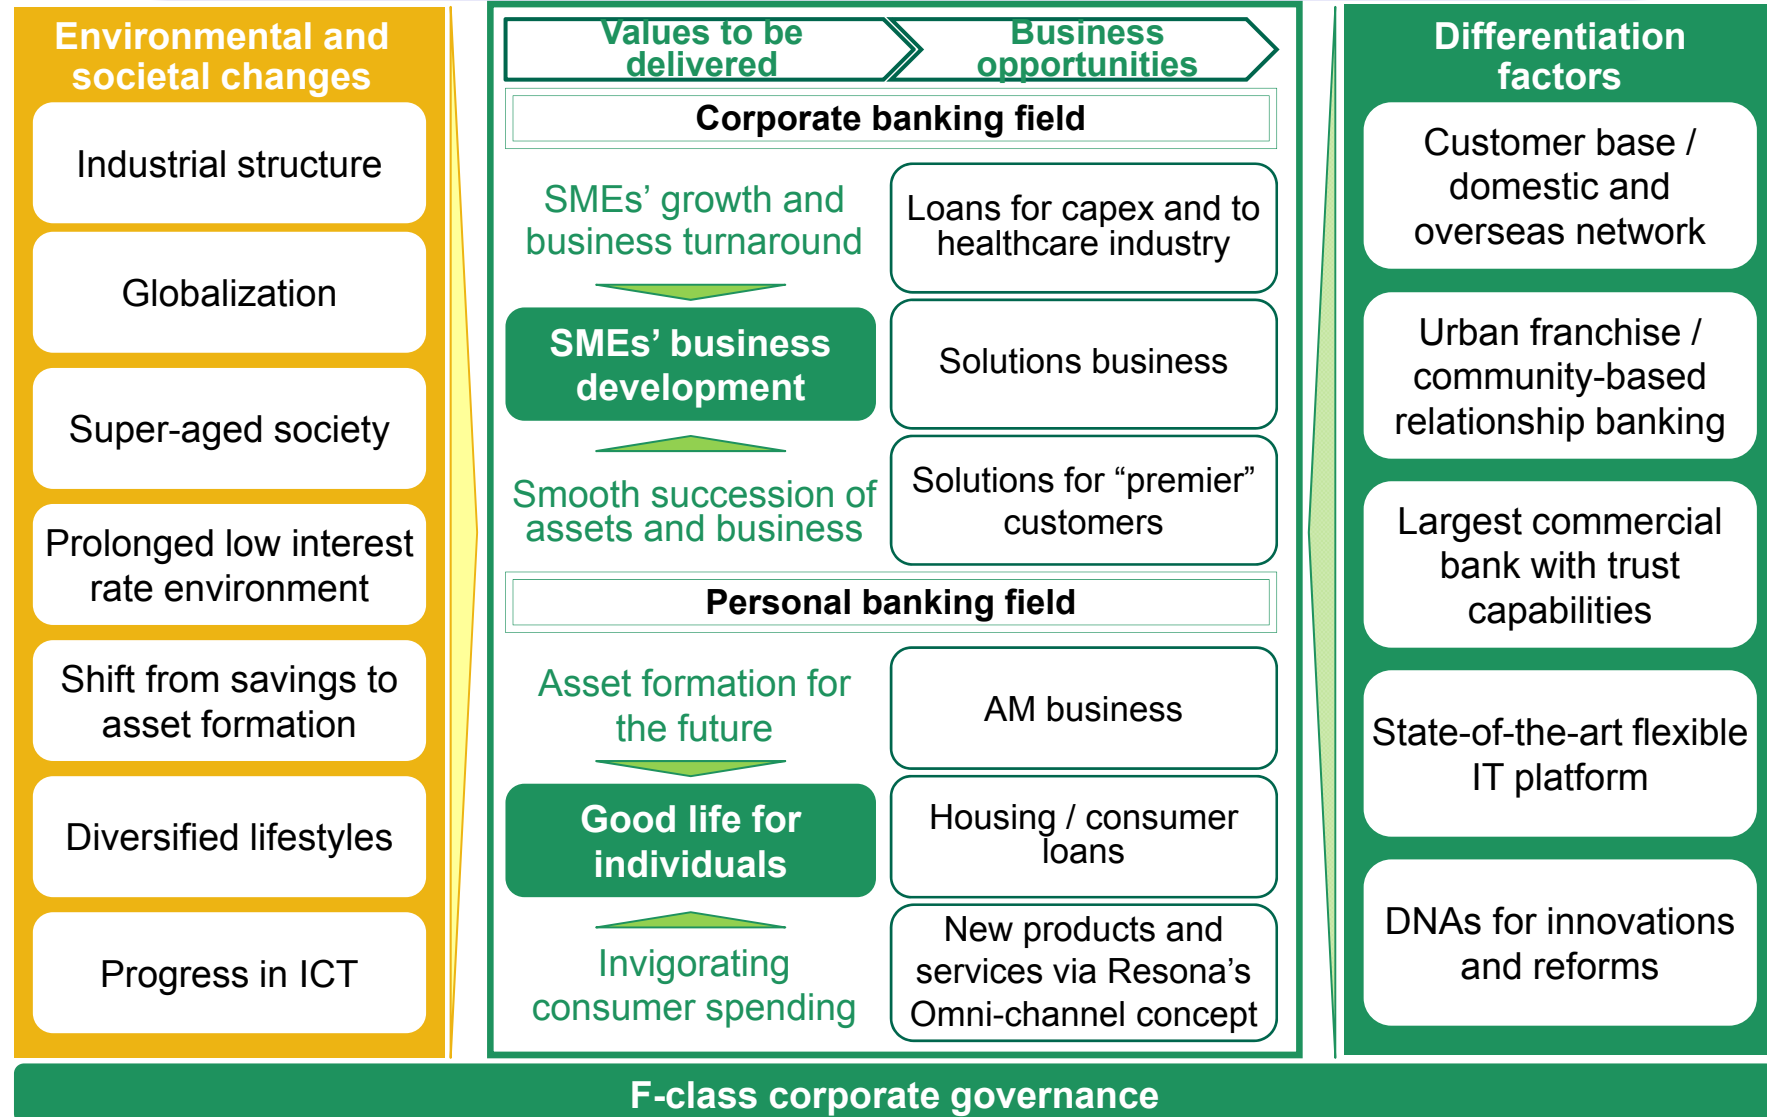 Environmental and
societal changes
Industrial structure
Globalization
Super-aged society
Prolonged low interest
rate environment
Shift from savings to
asset formation
Diversified lifestyles
Progress in ICT
Values to be
delivered
Business
opportunities
Corporate banking field
SMEs’ growth and
business turnaround
SMEs’ business
development
Smooth succession of
assets and business
Loans for capex and to
healthcare industry
Solutions business
Solutions for “premier”
customers
Personal banking field
Asset formation for
the future
Good life for
individuals
Invigorating
consumer spending
AM business
Housing / consumer
loans
New products and
services via Resona’s
Omni-channel concept
Differentiation
factors
Customer base /
domestic and
overseas network
Urban franchise /
community-based
relationship banking
Largest commercial
bank with trust
capabilities
State-of-the-art flexible
IT platform
DNAs for innovations
and reforms
F-class corporate governance